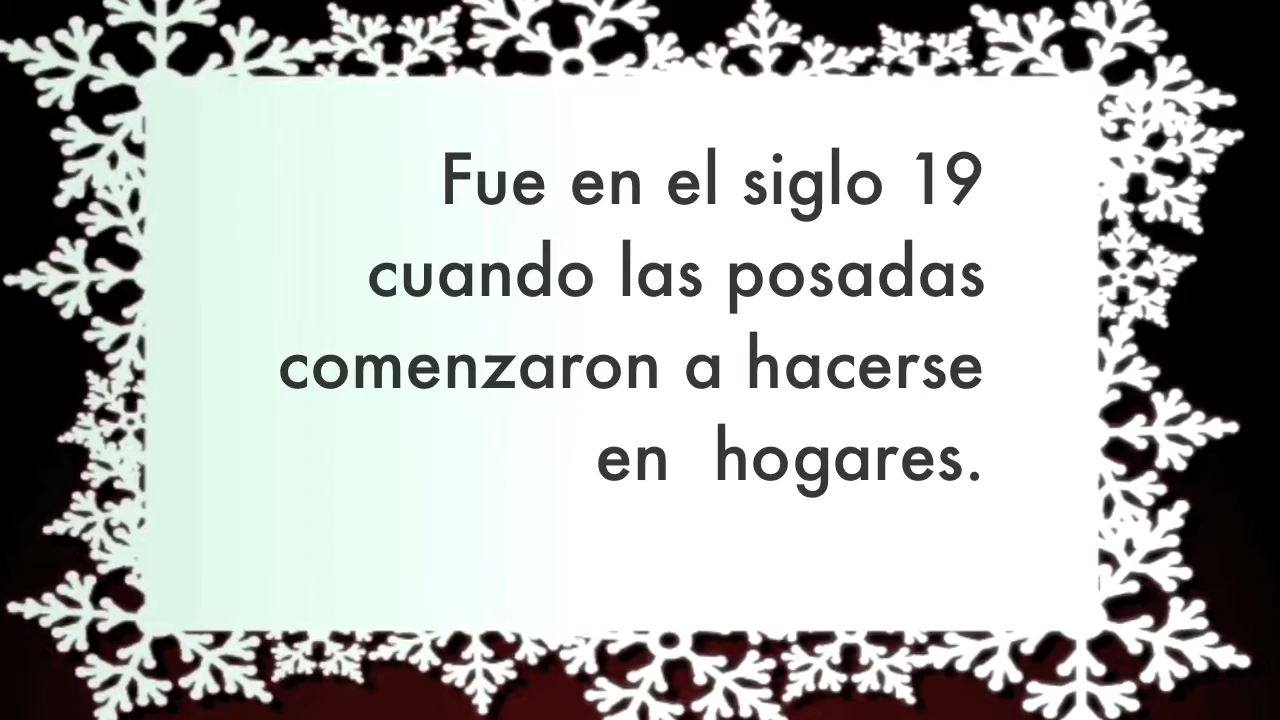 Fue en el siglo 19
cuando las posadas
comenzaron a hacerse
en  hogares.